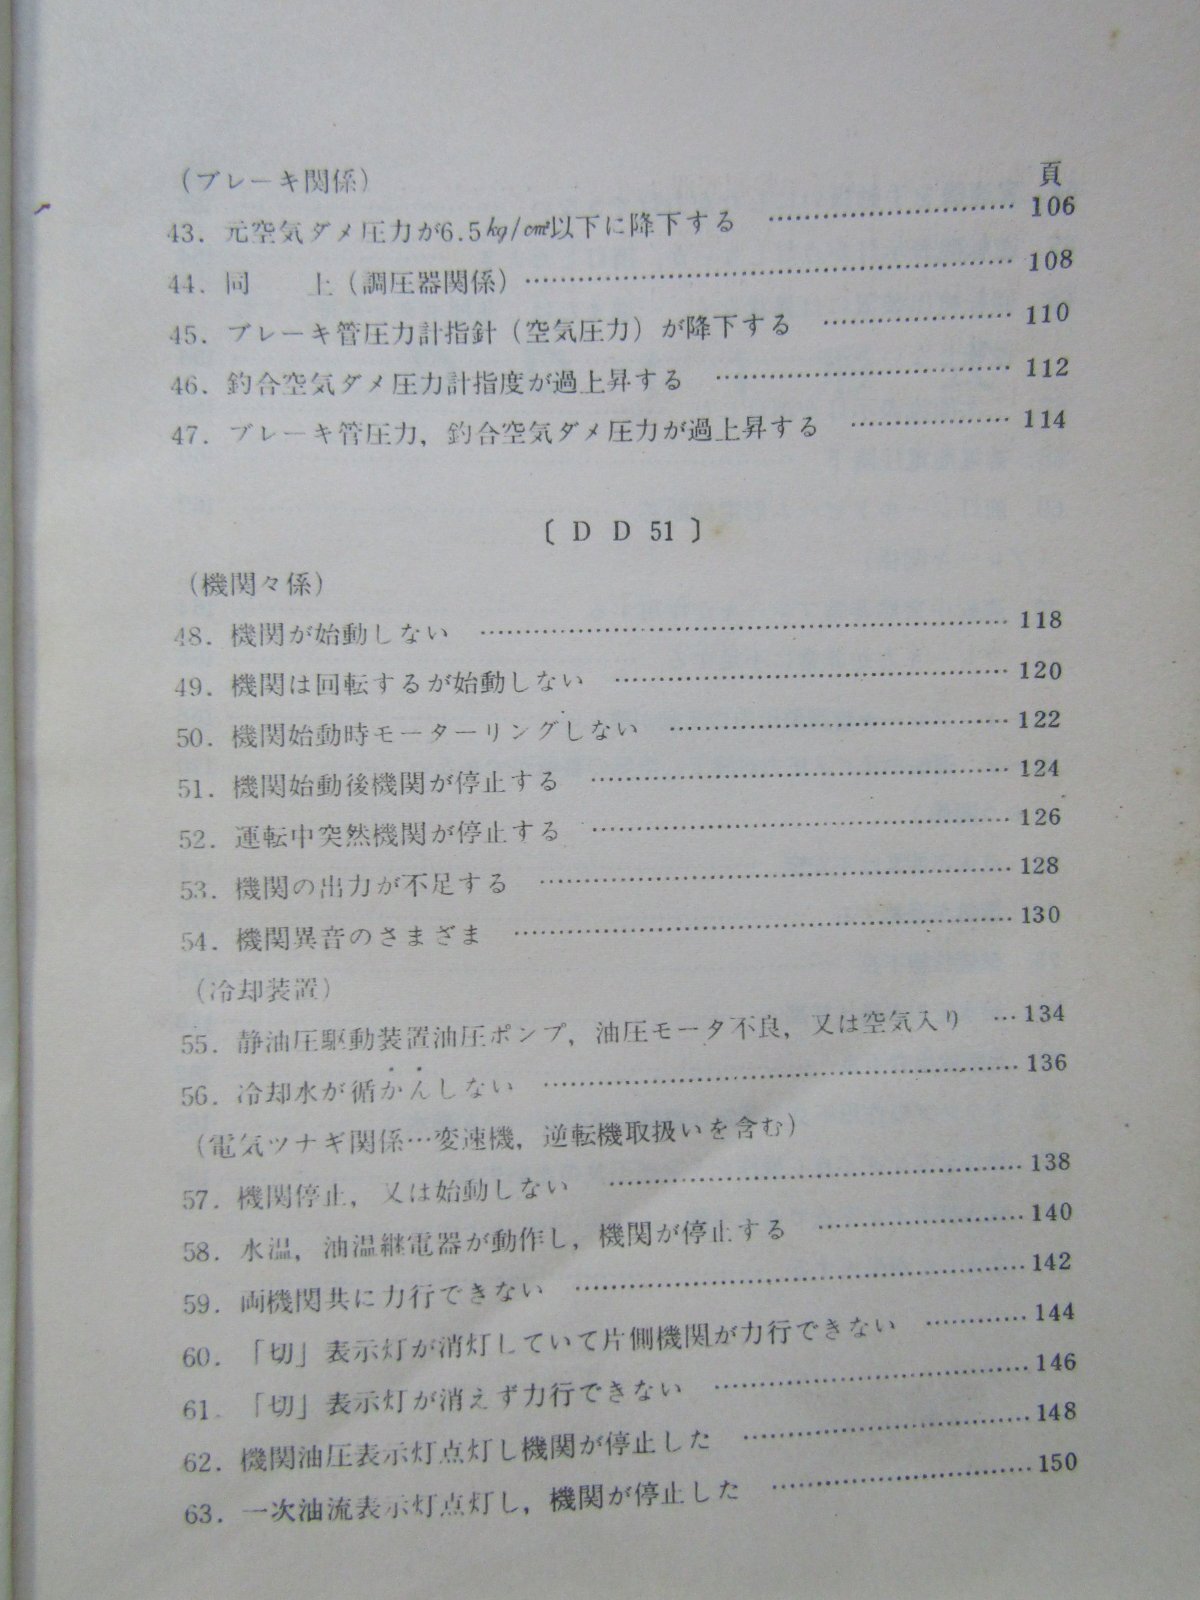 頁
(ブレーキ関係)
43. 元空気ダメ圧力が6.5㎏/㎠以下に降下する ………………………… 106
44. 同　上(調圧器関係) ………………………………………………… 108
45. ブレーキ管圧力計指針(空気圧力)が降下する ………………… 110
46. 釣合空気ダメ圧力計指度が過上昇する …………………………… 112
47. ブレーキ管圧力, 釣合空気ダメ圧力が過上昇する ……………… 114
〔 D D 51 〕
(機関々係)
48. 機関が始動しない …………………………………………………… 118
49. 機関は回転するが始動しない ……………………………………… 120
50. 機関始動時モーターリングしない ………………………………… 122
51. 機関始動後機関が停止する ………………………………………… 124
52. 運転中突然機関が停止する ………………………………………… 126
53. 機関の出力が不足する ……………………………………………… 128
54. 機関異音のさまざま ………………………………………………… 130
(冷却装置)
55. 静油圧駆動装置油圧ポンプ, 油圧モータ不良, 又は空気入り … 134
56. 冷却水が循かんしない ……………………………………………… 136
(電気ツナギ関係…変速機, 逆転機取扱いを含む)
57. 機関停止, 又は始動しない ………………………………………… 138
58. 水温, 油温継電器が動作し, 機関が停止する …………………… 140
59. 両機関共に力行できない …………………………………………… 142
60. 「切」表示灯が消灯していて片側機関が力行できない ………… 144
61. 「切」表示灯が消えず力行できない ……………………………… 146
62. 機関油圧表示灯点灯し機関が停止した …………………………… 148
63. 一次油流表示灯点灯し, 機関が停止した ………………………… 150